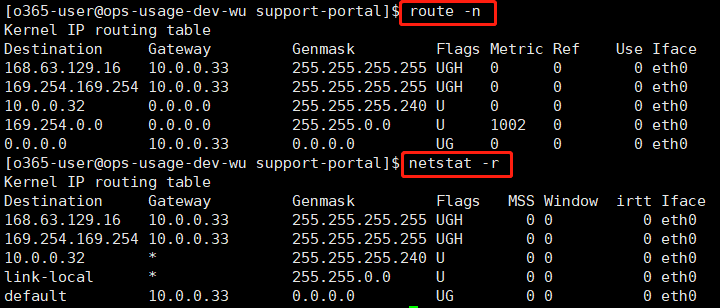 [o365-user@ops-usage-dev-wu support-portal]$ route -n
Kernel IP routing table
Destination     Gateway         Genmask         Flags Metric Ref    Use Iface
168.63.129.16   10.0.0.33       255.255.255.255 UGH   0      0        0 eth0
169.254.169.254 10.0.0.33       255.255.255.255 UGH   0      0        0 eth0
10.0.0.32       0.0.0.0         255.255.255.240 U     0      0        0 eth0
169.254.0.0     0.0.0.0         255.255.0.0     U     1002   0        0 eth0
0.0.0.0         10.0.0.33       0.0.0.0         UG    0      0        0 eth0
[o365-user@ops-usage-dev-wu support-portal]$ netstat -r
Kernel IP routing table
Destination     Gateway         Genmask         Flags   MSS Window  irtt Iface
168.63.129.16   10.0.0.33       255.255.255.255 UGH       0 0          0 eth0
169.254.169.254 10.0.0.33       255.255.255.255 UGH       0 0          0 eth0
10.0.0.32       *               255.255.255.240 U         0 0          0 eth0
link-local      *               255.255.0.0     U         0 0          0 eth0
default         10.0.0.33       0.0.0.0         UG        0 0          0 eth0